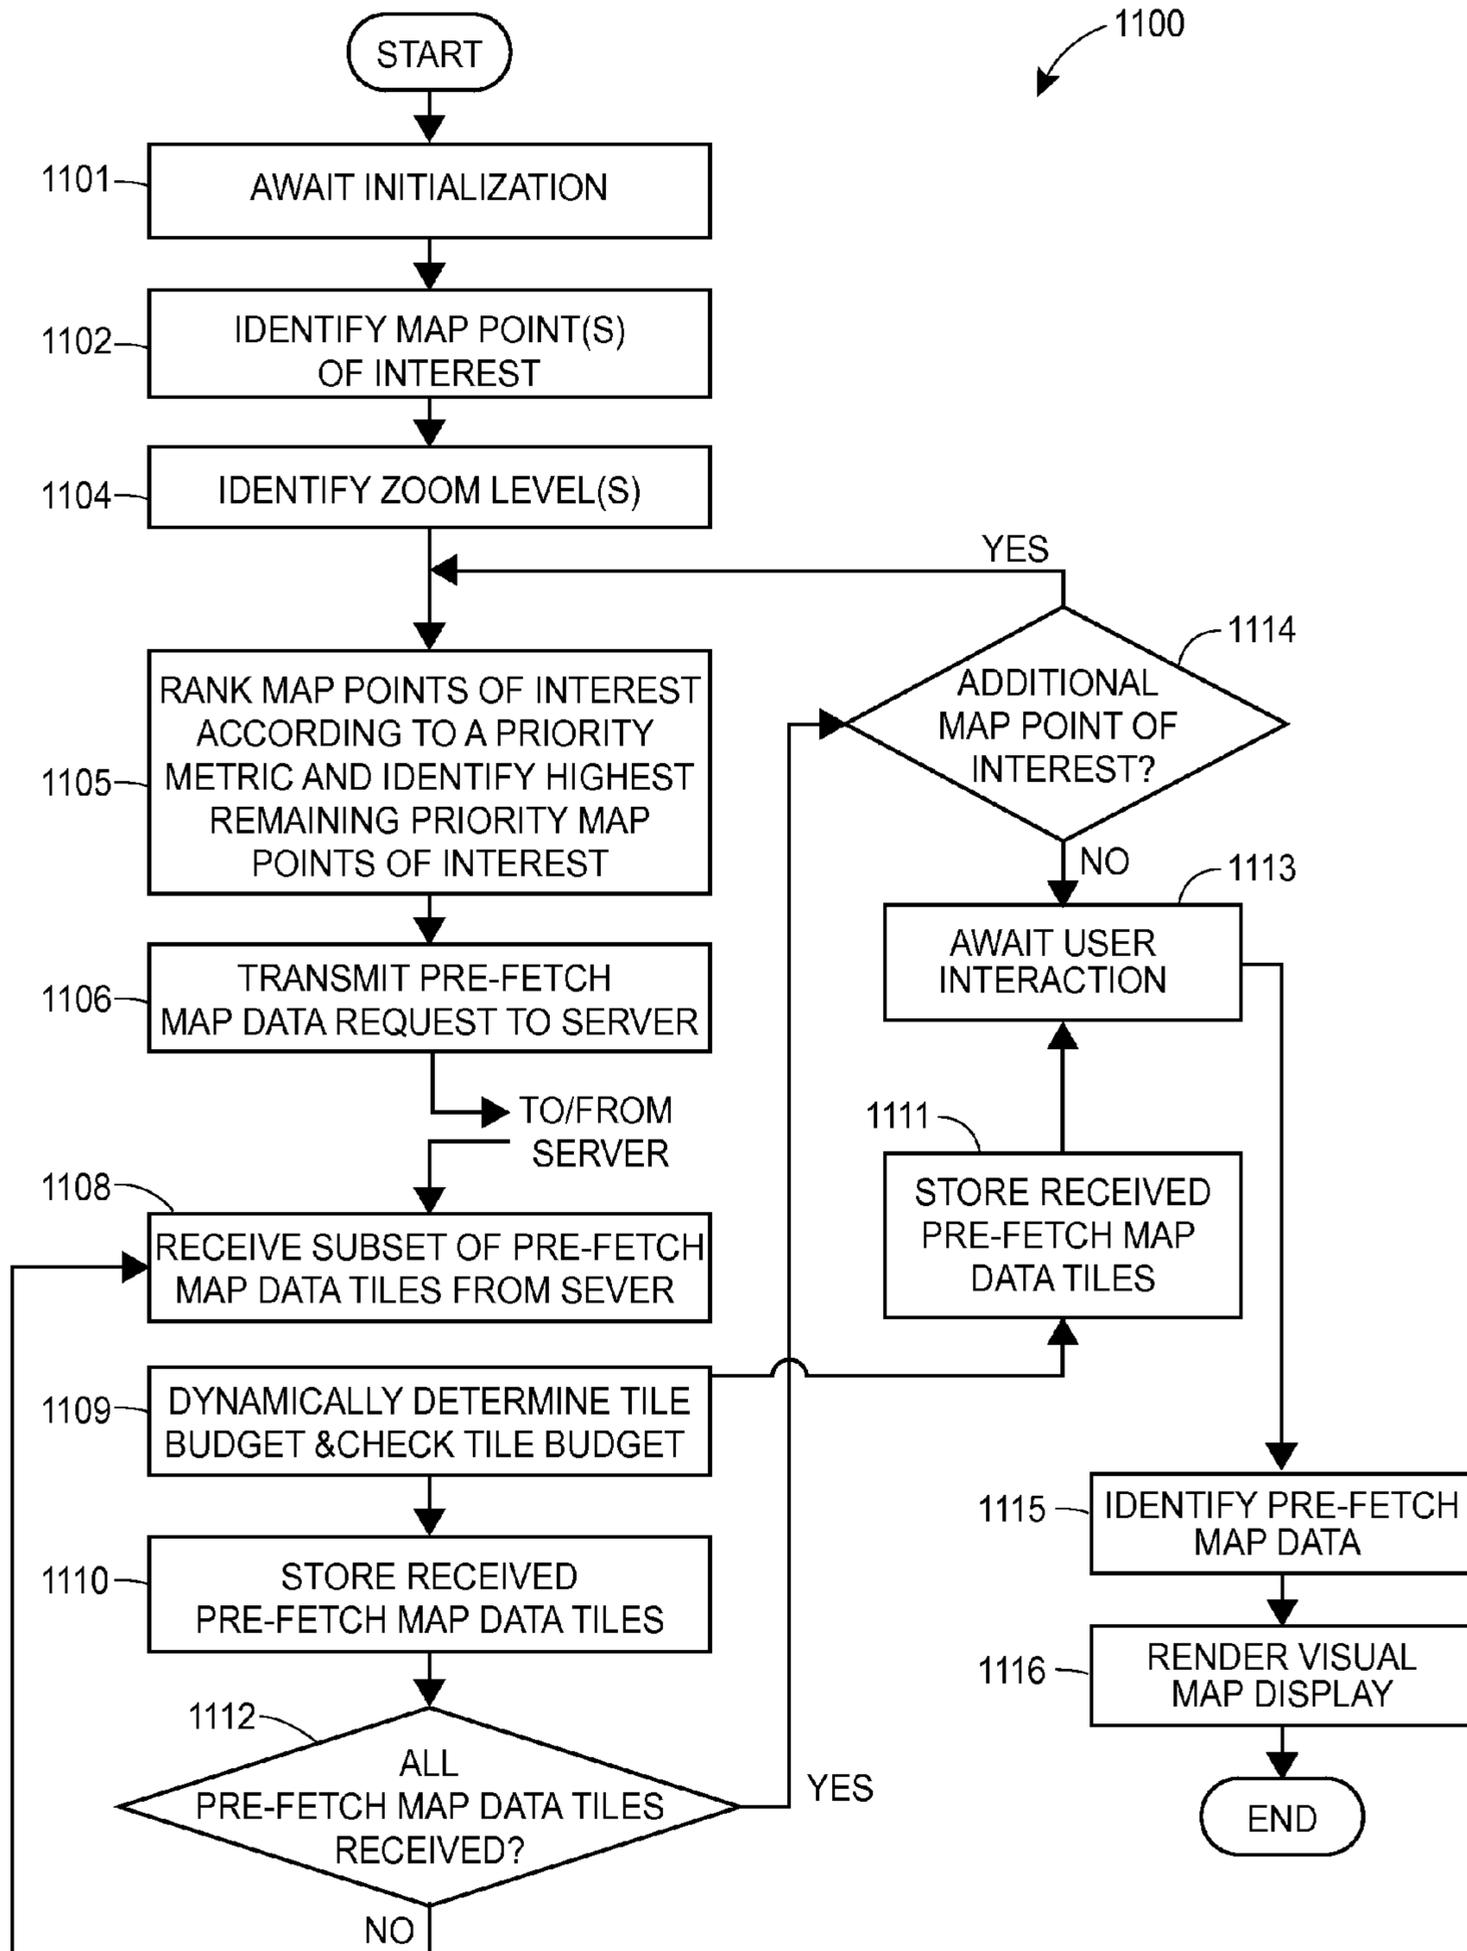 1100
START
1101
AWAIT INITIALIZATION
1102
IDENTIFY MAP POINT(S)
OF INTEREST
1104
IDENTIFY ZOOM LEVEL(S)
1105
RANK MAP POINTS OF INTEREST
ACCORDING TO A PRIORITY
METRIC AND IDENTIFY HIGHEST
REMAINING PRIORITY MAP
POINTS OF INTEREST
1106
TRANSMIT PRE-FETCH
MAP DATA REQUEST TO SERVER
TO/FROM
SERVER
1108
RECEIVE SUBSET OF PRE-FETCH
MAP DATA TILES FROM SEVER
1109
DYNAMICALLY DETERMINE TILE
BUDGET &CHECK TILE BUDGET
1110
STORE RECEIVED
PRE-FETCH MAP DATA TILES
1112
ALL
PRE-FETCH MAP DATA TILES
RECEIVED?
YES
NO
YES
1114
ADDITIONAL
MAP POINT OF
INTEREST?
NO
1113
AWAIT USER
INTERACTION
1111
STORE RECEIVED
PRE-FETCH MAP
DATA TILES
1115
IDENTIFY PRE-FETCH
MAP DATA
1116
RENDER VISUAL
MAP DISPLAY
END